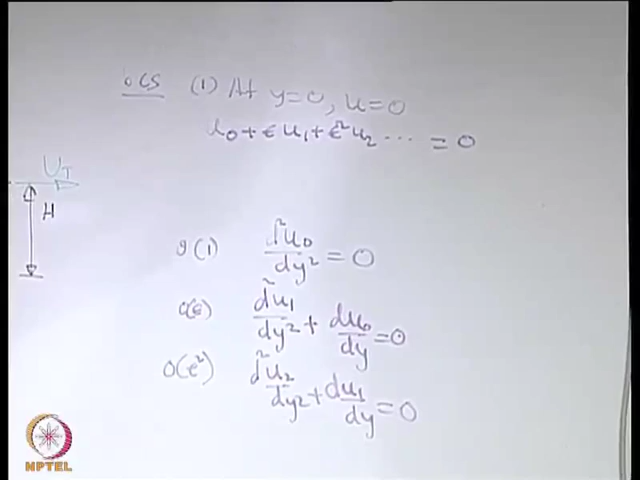 BCS (1) At y=0, u=0
u₀+εu₁+ε²u₂ ... = 0
U_T
H
O(1) d²u₀/dy² = 0
O(ε) d²u₁/dy² + du₀/dy = 0
O(ε²) d²u₂/dy² + du₁/dy = 0
NPTEL